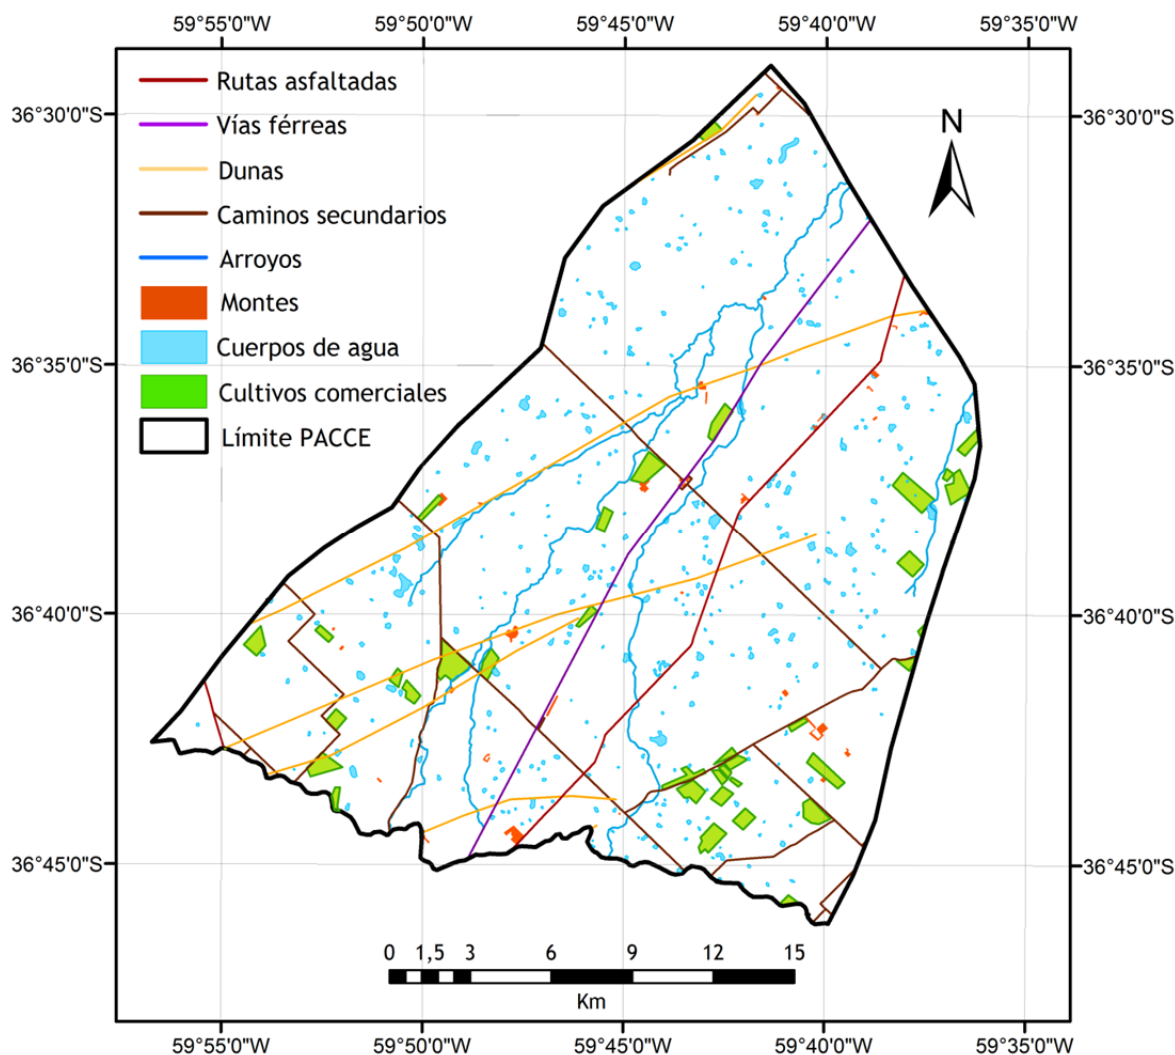 59°55'0"W 59°50'0"W 59°45'0"W 59°40'0"W 59°35'0"W
Rutas asfaltadas
Vías férreas
Dunas
Caminos secundarios
Arroyos
Montes
Cuerpos de agua
Cultivos comerciales
Límite PACCE
N
36°30'0"S 36°30'0"S
36°35'0"S 36°35'0"S
36°40'0"S 36°40'0"S
36°45'0"S 36°45'0"S
0 1,5 3 6 9 12 15
Km
59°55'0"W 59°50'0"W 59°45'0"W 59°40'0"W 59°35'0"W